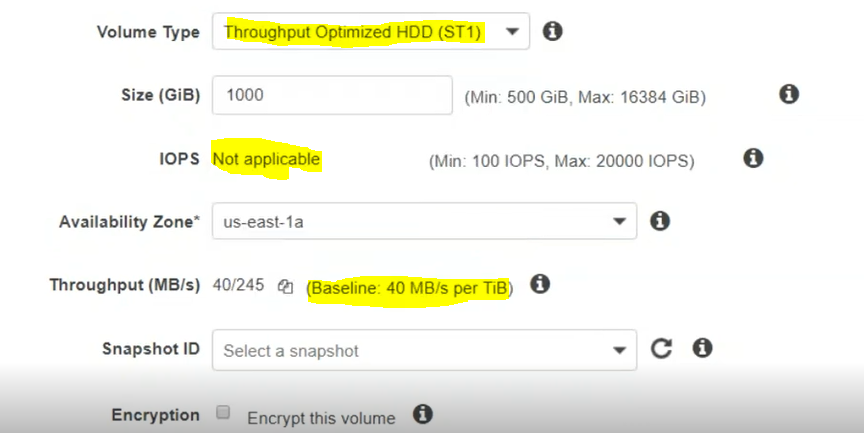 Volume Type Throughput Optimized HDD (ST1)
Size (GiB) 1000 (Min: 500 GiB, Max: 16384 GiB)
IOPS Not applicable (Min: 100 IOPS, Max: 20000 IOPS)
Availability Zone* us-east-1a
Throughput (MB/s) 40/245 (Baseline: 40 MB/s per TiB)
Snapshot ID Select a snapshot
Encryption Encrypt this volume